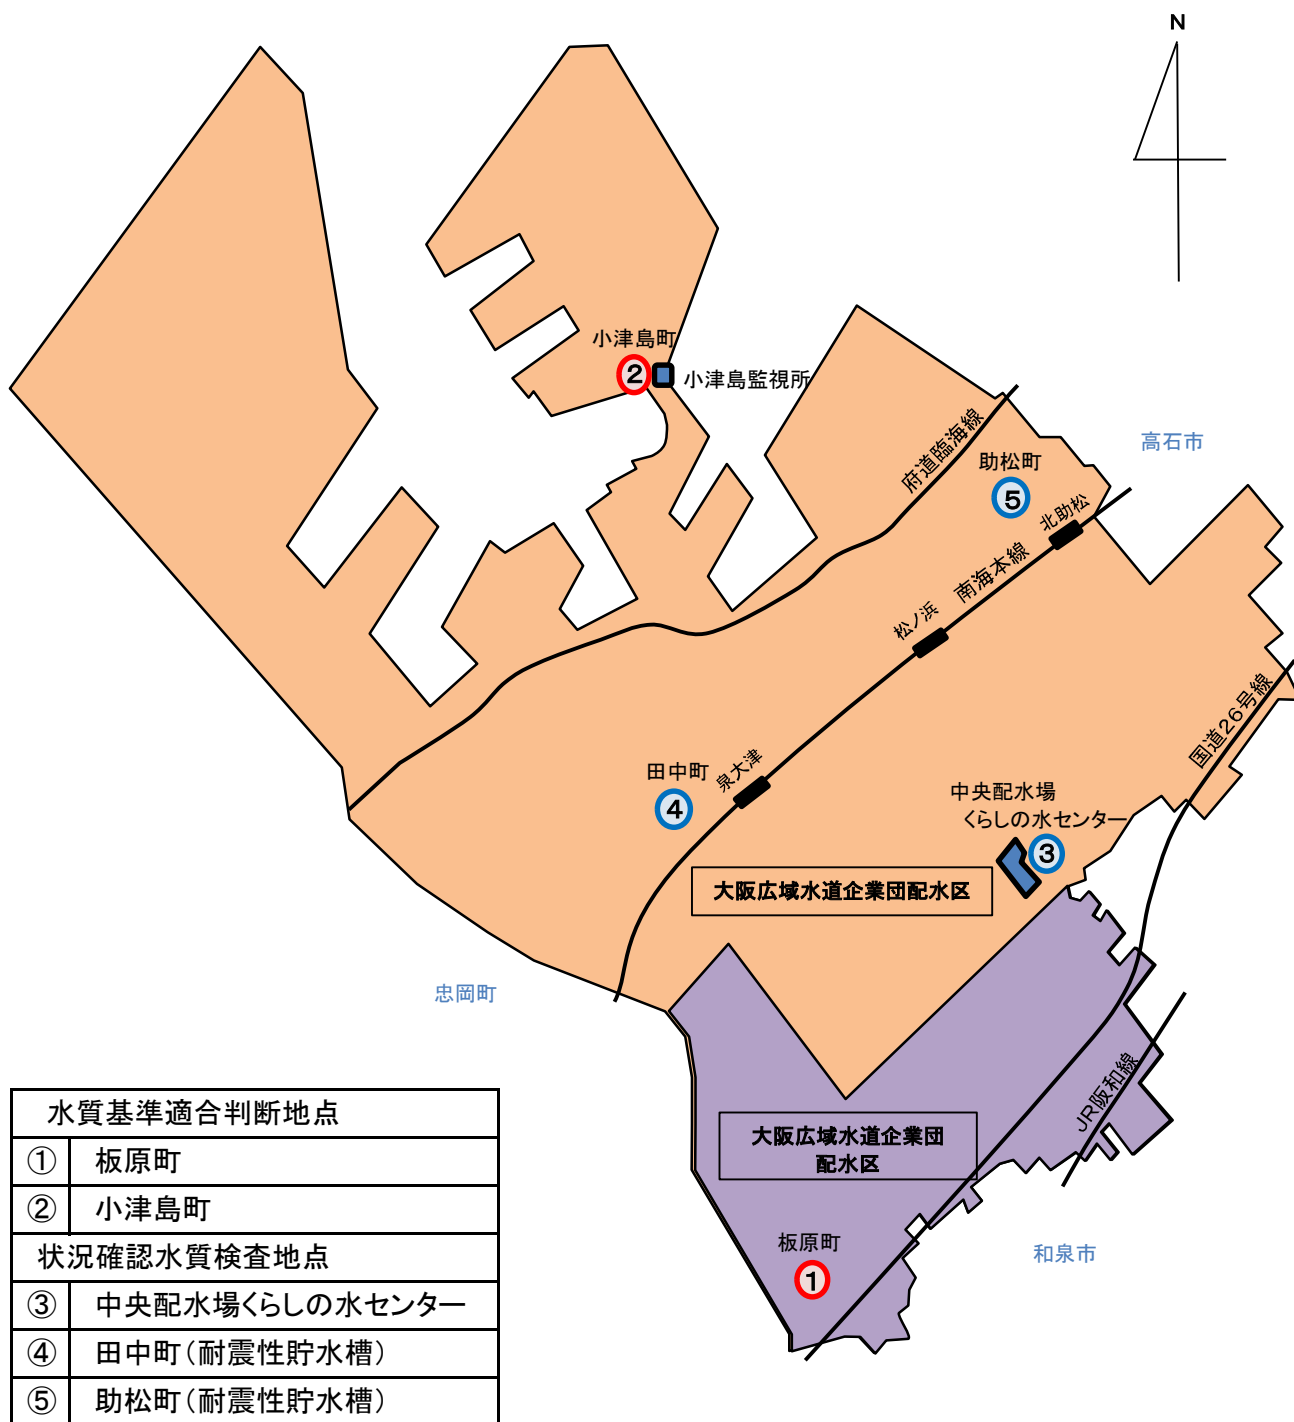 N
小津島町
②
小津島監視所
府道臨海線
高石市
助松町
⑤
北助松
南海本線
松ノ浜
国道26号線
田中町
泉大津
④
中央配水場
くらしの水センター
③
大阪広域水道企業団配水区
忠岡町
JR阪和線
大阪広域水道企業団
配水区
板原町
①
和泉市
水質基準適合判断地点
① 板原町
② 小津島町
状況確認水質検査地点
③ 中央配水場くらしの水センター
④ 田中町(耐震性貯水槽)
⑤ 助松町(耐震性貯水槽)